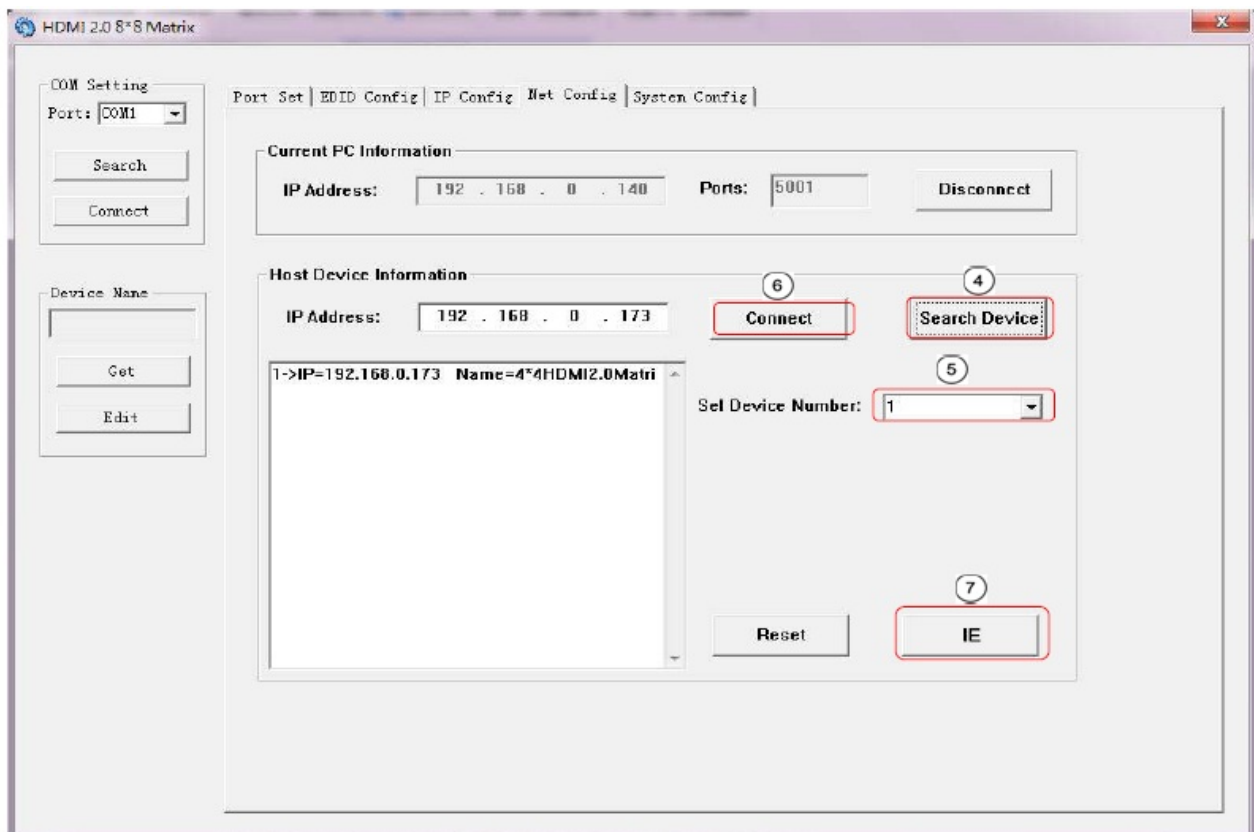 HDMI 2.0 8*8 Matrix
COM Setting
Port: COM1
Search
Connect
Device Name
Get
Edit
Port Set EDID Config IP Config Net Config System Config
Current PC Information
IP Address: 192 . 168 . 0 . 140 Ports: 5001 Disconnect
Host Device Information
6 4
IP Address: 192 . 168 . 0 . 173 Connect Search Device
1->IP=192.168.0.173 Name=4*4HDMI2.0Matri
5
Sel Device Number: 1
7
Reset IE